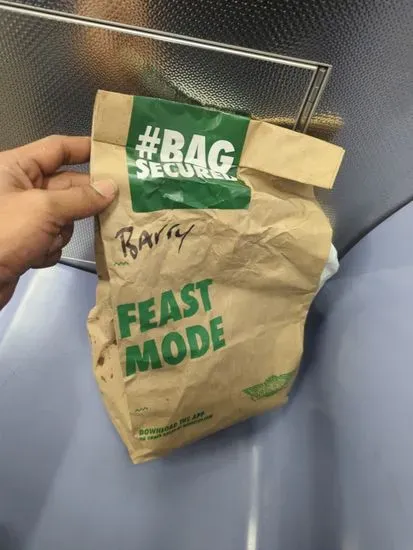 #BAG
SECURED.
Barry
FEAST
MODE
DOWNLOAD THE APP